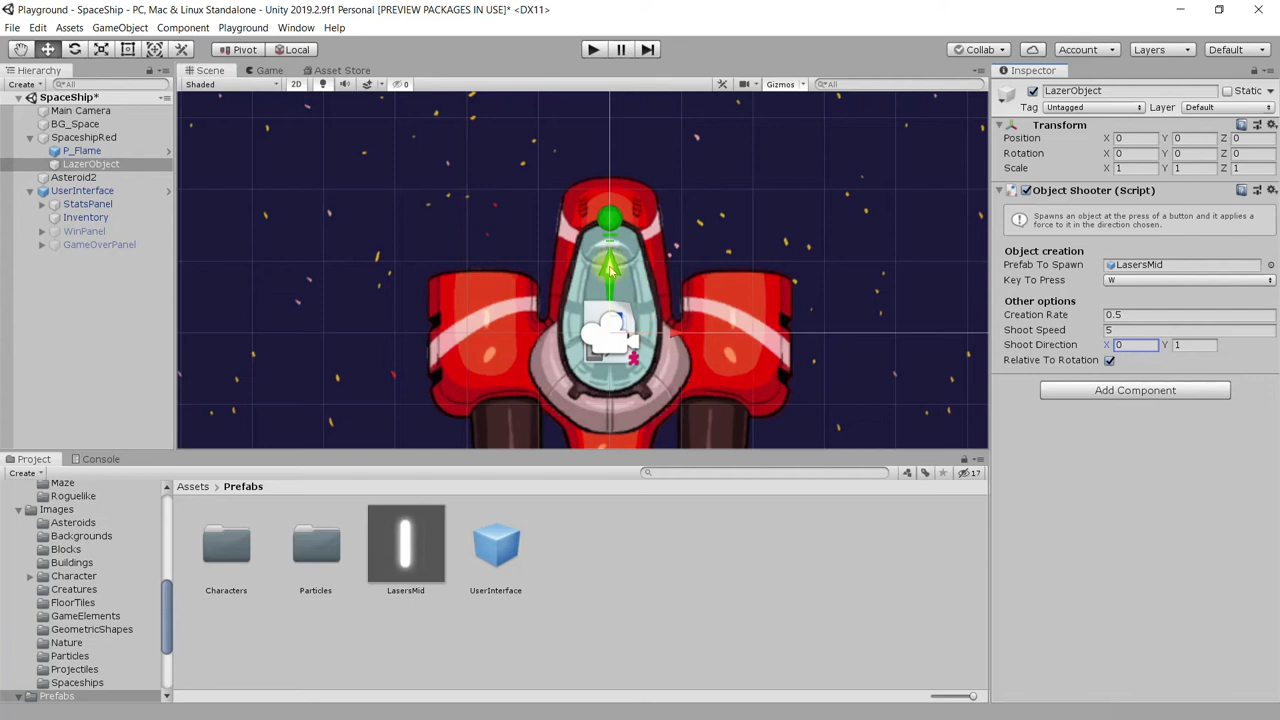 Playground - SpaceShip - PC, Mac & Linux Standalone - Unity 2019.2.9f1 Personal [PREVIEW PACKAGES IN USE]* <DX11>
File Edit Assets GameObject Component Playground Window Help
Pivot Local Collab Account Layers Default
Hierarchy Scene Game Asset Store Inspector
Create All Shaded 2D 0 Gizmos All
SpaceShip*
Main Camera
BG_Space
SpaceshipRed
P_Flame
LazerObject
Asteroid2
UserInterface
StatsPanel
Inventory
WinPanel
GameOverPanel
LazerObject Static
Tag Untagged Layer Default
Transform
Position X 0 Y 0 Z 0
Rotation X 0 Y 0 Z 0
Scale X 1 Y 1 Z 1
Object Shooter (Script)
Spawns an object at the press of a button and it applies a force to it in the direction chosen.
Object creation
Prefab To Spawn LasersMid
Key To Press W
Other options
Creation Rate 0.5
Shoot Speed 5
Shoot Direction X 0 Y 1
Relative To Rotation
Add Component
Project Console
Create 17
Maze
Roguelike
Images
Asteroids
Backgrounds
Blocks
Buildings
Character
Creatures
FloorTiles
GameElements
GeometricShapes
Nature
Particles
Projectiles
Spaceships
Prefabs
Assets Prefabs
Characters Particles LasersMid UserInterface